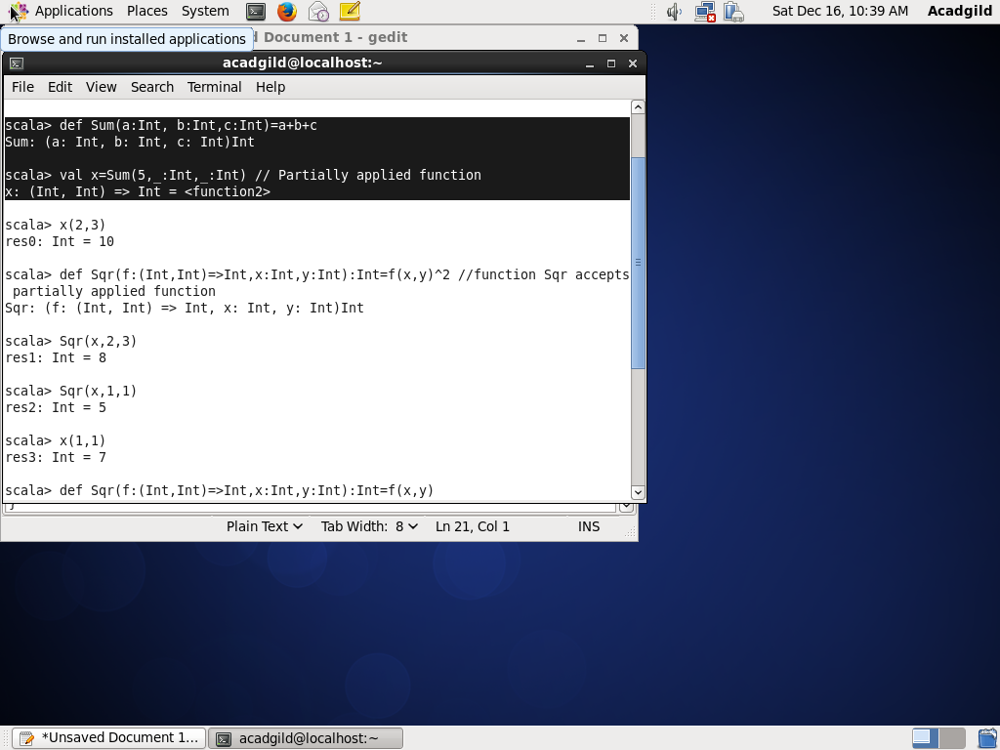 Applications Places System Sat Dec 16, 10:39 AM Acadgild
Browse and run installed applications
d Document 1 - gedit
acadgild@localhost:~
File Edit View Search Terminal Help
scala> def Sum(a:Int, b:Int,c:Int)=a+b+c
Sum: (a: Int, b: Int, c: Int)Int
scala> val x=Sum(5,_:Int,_:Int) // Partially applied function
x: (Int, Int) => Int = <function2>
scala> x(2,3)
res0: Int = 10
scala> def Sqr(f:(Int,Int)=>Int,x:Int,y:Int):Int=f(x,y)^2 //function Sqr accepts
partially applied function
Sqr: (f: (Int, Int) => Int, x: Int, y: Int)Int
scala> Sqr(x,2,3)
res1: Int = 8
scala> Sqr(x,1,1)
res2: Int = 5
scala> x(1,1)
res3: Int = 7
scala> def Sqr(f:(Int,Int)=>Int,x:Int,y:Int):Int=f(x,y)
Plain Text Tab Width: 8 Ln 21, Col 1 INS
*Unsaved Document 1... acadgild@localhost:~